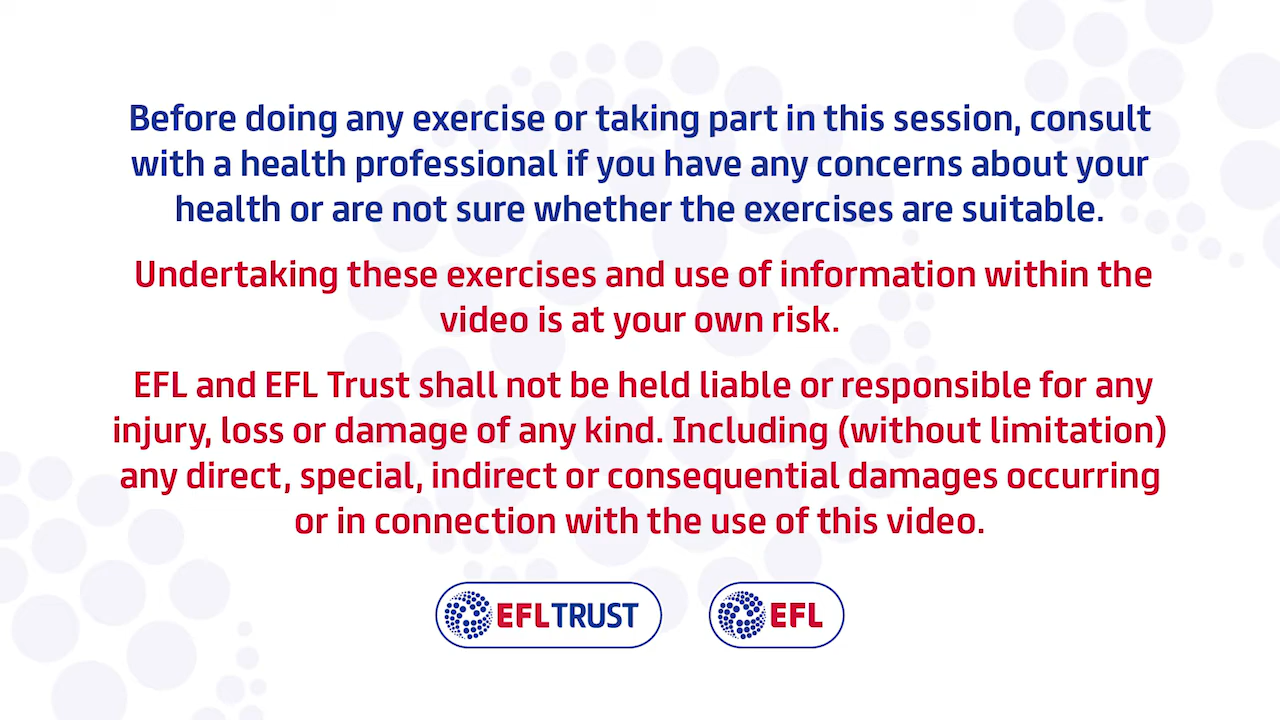 Before doing any exercise or taking part in this session, consult
with a health professional if you have any concerns about your
health or are not sure whether the exercises are suitable.
Undertaking these exercises and use of information within the
video is at your own risk.
EFL and EFL Trust shall not be held liable or responsible for any
injury, loss or damage of any kind. Including (without limitation)
any direct, special, indirect or consequential damages occurring
or in connection with the use of this video.
EFLTRUST
EFL